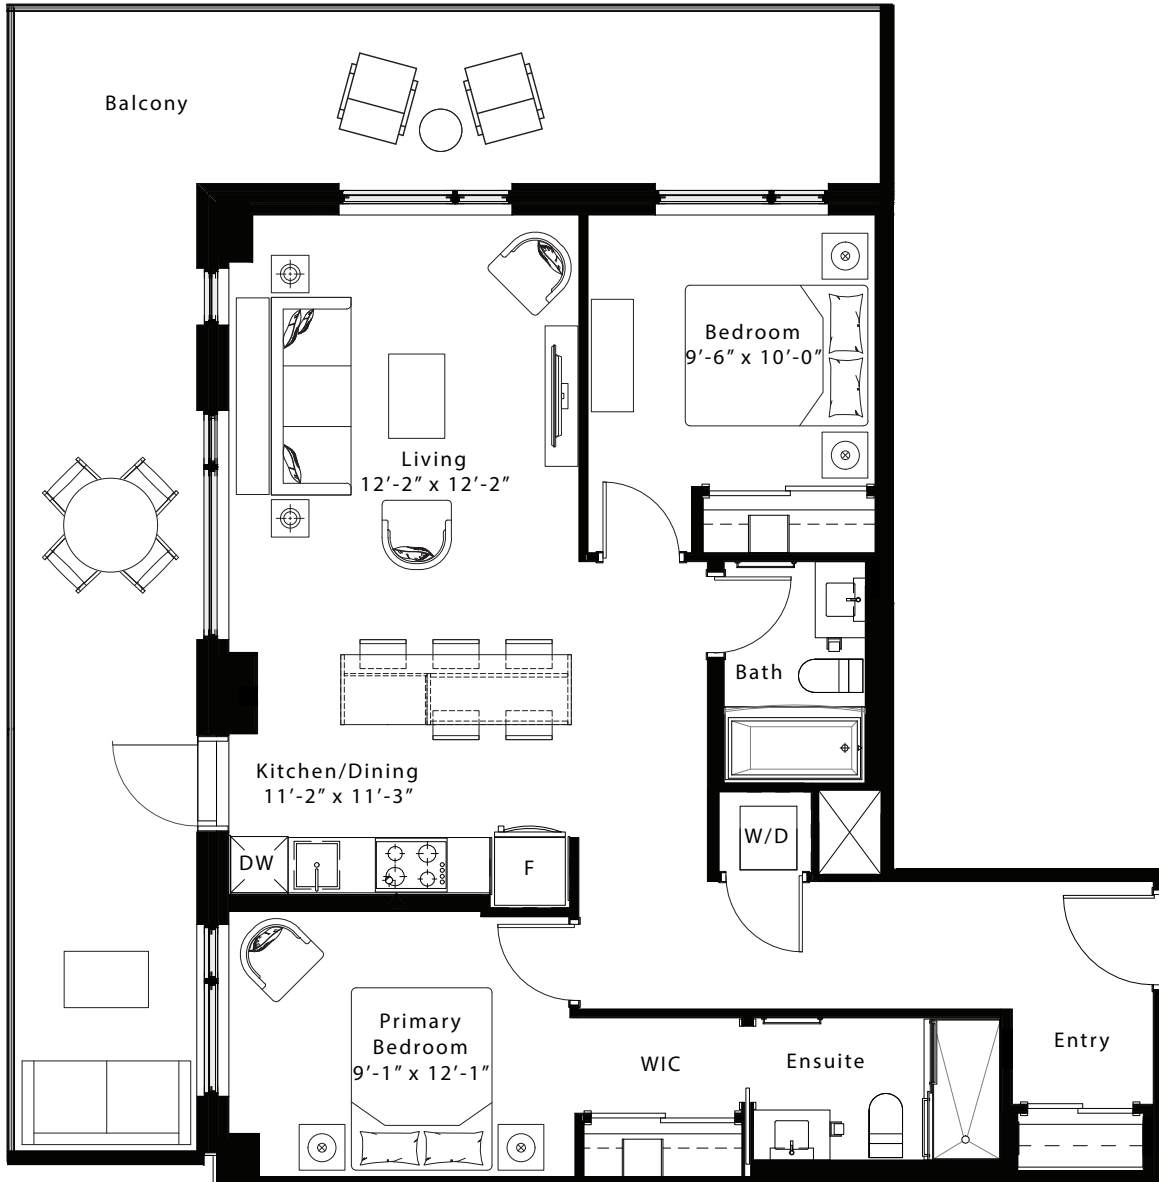 Balcony
Bedroom
9’-6” x 10’-0”
Living
12’-2” x 12’-2”
Bath
Kitchen/Dining
11’-2” x 11’-3”
W/D
DW
F
Primary
Bedroom
9’-1” x 12’-1”
WIC
Ensuite
Entry